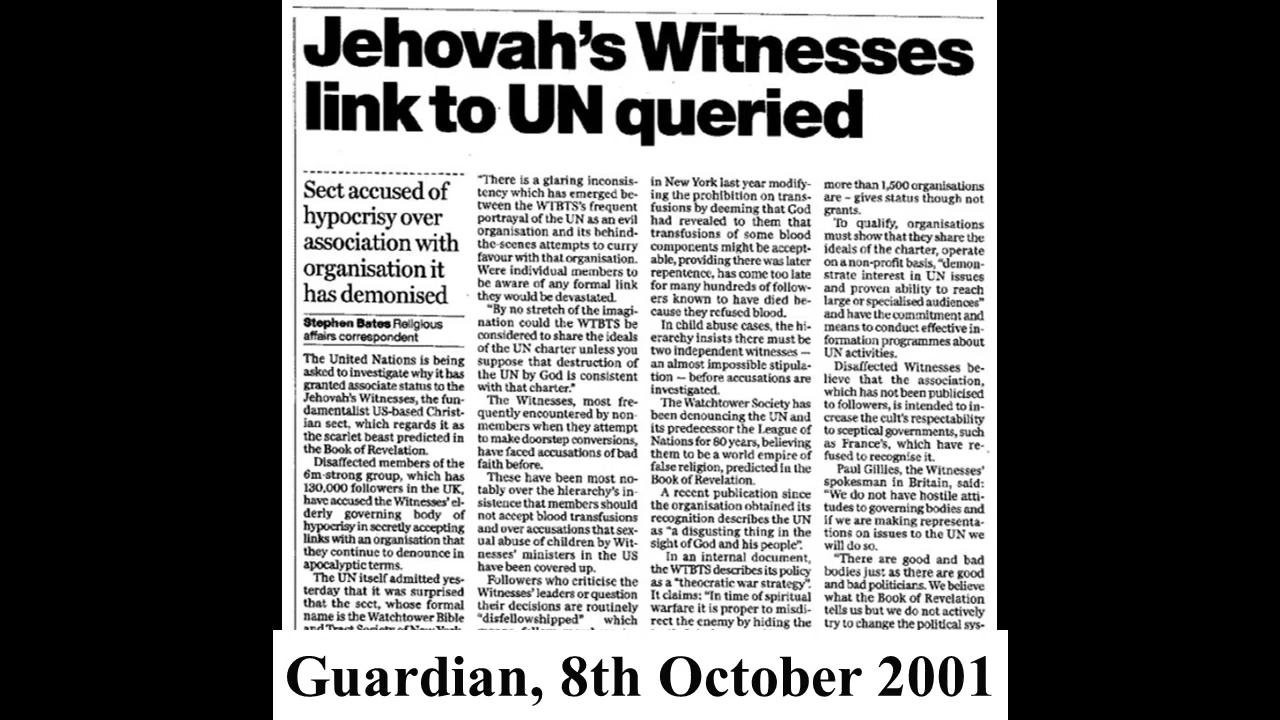 Jehovah's Witnesses
link to UN queried
Sect accused of
hypocrisy over
association with
organisation it
has demonised
Stephen Bates Religious
affairs correspondent
The United Nations is being
asked to investigate why it has
granted associate status to the
Jehovah's Witnesses, the fun-
damentalist US-based Christ-
ian sect, which regards it as
the scarlet beast predicted in
the Book of Revelation.
Disaffected members of the
6m-strong group, which has
130,000 followers in the UK,
have accused the Witnesses' el-
derly governing body of
hypocrisy in secretly accepting
links with an organisation that
they continue to denounce in
apocalyptic terms.
The UN itself admitted yes-
terday that it was surprised
that the sect, whose formal
name is the Watchtower Bible
and Tract Society of New York,
"There is a glaring inconsis-
tency which has emerged be-
tween the WTBTS's frequent
portrayal of the UN as an evil
organisation and its behind-
the-scenes attempts to curry
favour with that organisation.
Were individual members to
be aware of any formal link
they would be devastated.
"By no stretch of the imagi-
nation could the WTBTS be
considered to share the ideals
of the UN charter unless you
suppose that destruction of
the UN by God is consistent
with that charter."
The Witnesses, most fre-
quently encountered by non-
members when they attempt
to make doorstep conversions,
have faced accusations of bad
faith before.
These have been most no-
tably over the hierarchy's in-
sistence that members should
not accept blood transfusions
and over accusations that sex-
ual abuse of children by Wit-
nesses' ministers in the US
have been covered up.
Followers who criticise the
Witnesses' leaders or question
their decisions are routinely
"disfellowshipped" which
in New York last year modify-
ing the prohibition on trans-
fusions by deeming that God
had revealed to them that
transfusions of some blood
components might be accept-
able, providing there was later
repentence, has come too late
for many hundreds of follow-
ers known to have died be-
cause they refused blood.
In child abuse cases, the hi-
erarchy insists there must be
two independent witnesses —
an almost impossible stipula-
tion — before accusations are
investigated.
The Watchtower Society has
been denouncing the UN and
its predecessor the League of
Nations for 80 years, believing
them to be a world empire of
false religion, predicted in the
Book of Revelation.
A recent publication since
the organisation obtained its
recognition describes the UN
as "a disgusting thing in the
sight of God and his people".
In an internal document,
the WTBTS describes its policy
as a "theocratic war strategy".
It claims: "In time of spiritual
warfare it is proper to misdi-
rect the enemy by hiding the
more than 1,500 organisations
are – gives status though not
grants.
To qualify, organisations
must show that they share the
ideals of the charter, operate
on a non-profit basis, "demon-
strate interest in UN issues
and proven ability to reach
large or specialised audiences"
and have the commitment and
means to conduct effective in-
formation programmes about
UN activities.
Disaffected Witnesses be-
lieve that the association,
which has not been publicised
to followers, is intended to in-
crease the cult's respectability
to sceptical governments, such
as France's, which have re-
fused to recognise it.
Paul Gillies, the Witnesses'
spokesman in Britain, said:
"We do not have hostile atti-
tudes to governing bodies and
if we are making representa-
tions on issues to the UN we
will do so.
"There are good and bad
bodies just as there are good
and bad politicians. We believe
what the Book of Revelation
tells us but we do not actively
try to change the political sys-
Guardian, 8th October 2001